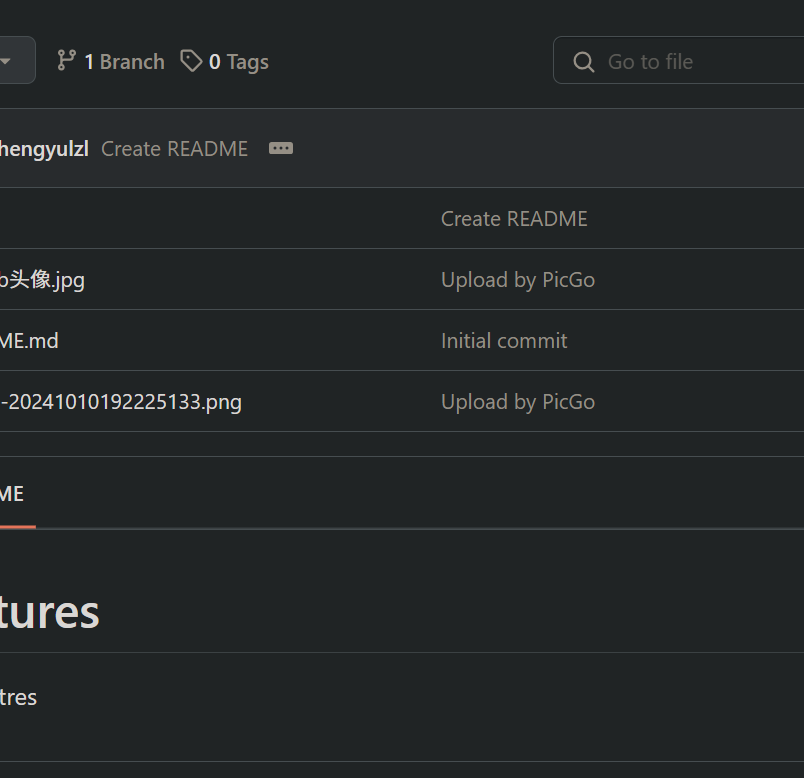 1 Branch 0 Tags Go to file
hengyulzl Create README
Create README
b头像.jpg Upload by PicGo
ME.md Initial commit
-20241010192225133.png Upload by PicGo
ME
tures
tres